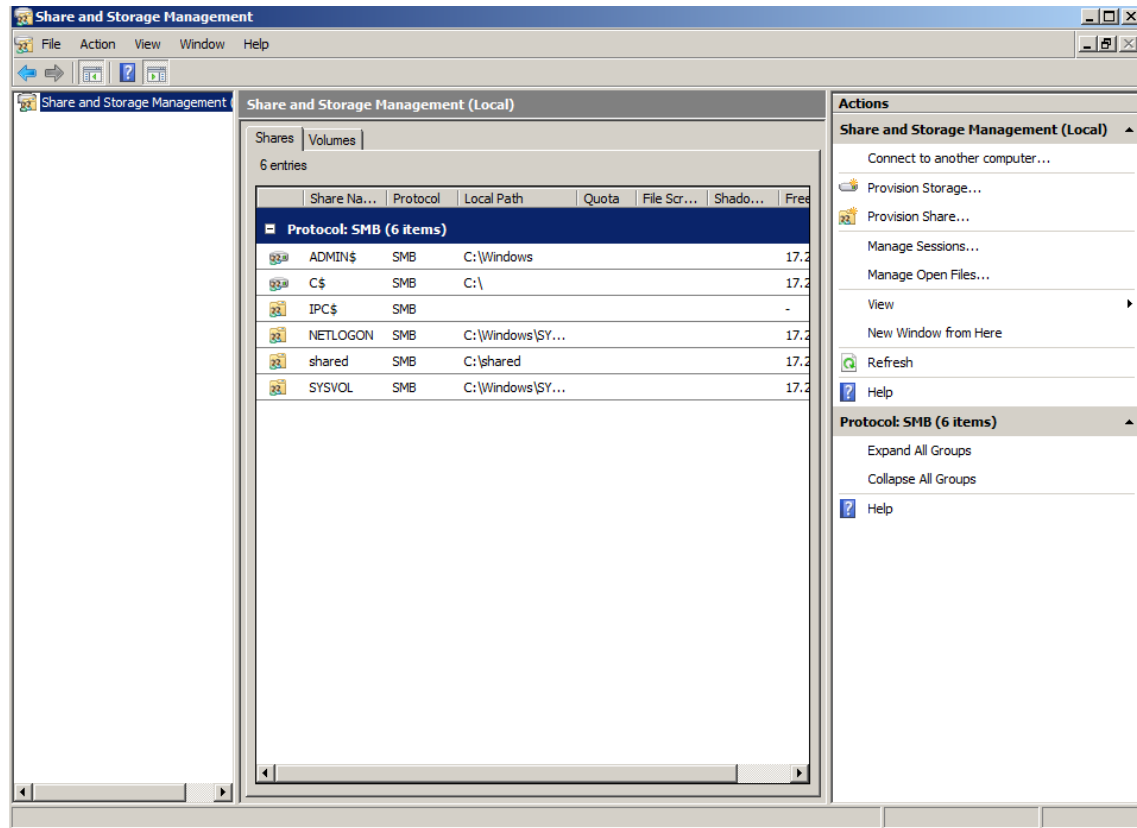 Share and Storage Management
File Action View Window Help
Share and Storage Management (
Share and Storage Management (Local)
Shares Volumes
6 entries
Share Na... Protocol Local Path Quota File Scr... Shado... Free
Protocol: SMB (6 items)
ADMIN$ SMB C:\Windows 17.2
C$ SMB C:\ 17.2
IPC$ SMB -
NETLOGON SMB C:\Windows\SY... 17.2
shared SMB C:\shared 17.2
SYSVOL SMB C:\Windows\SY... 17.2
Actions
Share and Storage Management (Local)
Connect to another computer...
Provision Storage...
Provision Share...
Manage Sessions...
Manage Open Files...
View
New Window from Here
Refresh
Help
Protocol: SMB (6 items)
Expand All Groups
Collapse All Groups
Help